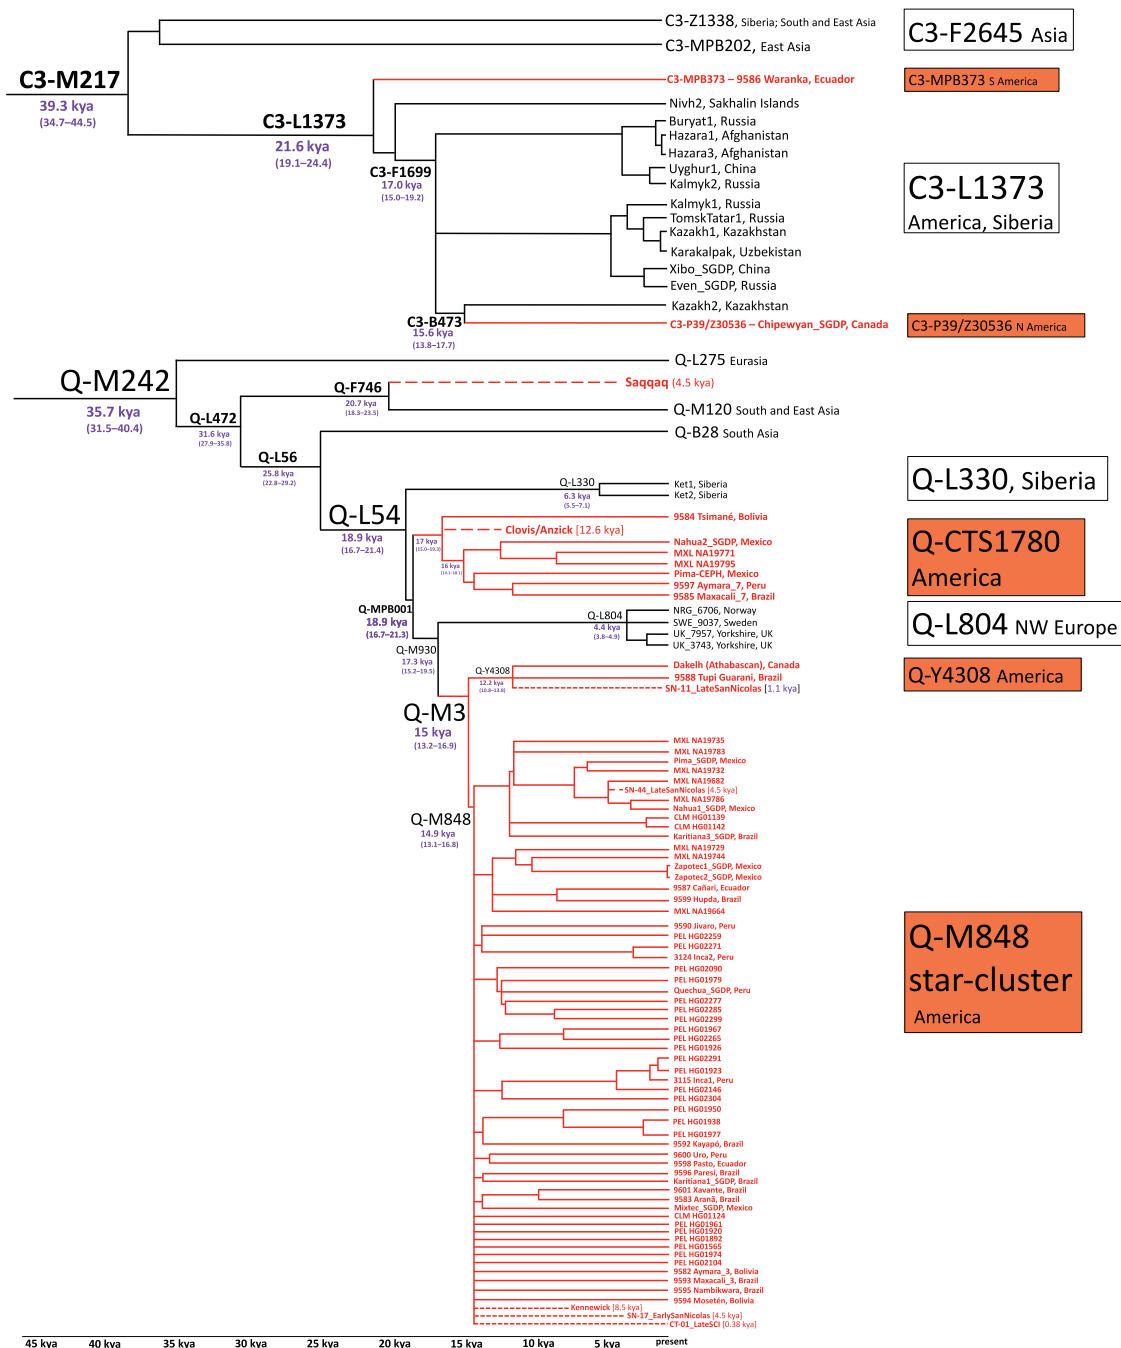 C3-Z1338, Siberia; South and East Asia
C3-MPB202, East Asia
C3-F2645 Asia
C3-M217
39.3 kya
(34.7–44.5)
C3-MPB373 – 9586 Waranka, Ecuador
C3-MPB373 S America
C3-L1373
21.6 kya
(19.1–24.4)
Nivh2, Sakhalin Islands
Buryat1, Russia
Hazara1, Afghanistan
Hazara3, Afghanistan
C3-F1699
17.0 kya
(15.0–19.2)
Uyghur1, China
Kalmyk2, Russia
C3-L1373
America, Siberia
Kalmyk1, Russia
TomskTatar1, Russia
Kazakh1, Kazakhstan
Karakalpak, Uzbekistan
Xibo_SGDP, China
Even_SGDP, Russia
Kazakh2, Kazakhstan
C3-B473
15.6 kya
(13.8–17.7)
C3-P39/Z30536 – Chipewyan_SGDP, Canada
C3-P39/Z30536 N America
Q-L275 Eurasia
Q-M242
35.7 kya
(31.5–40.4)
Saqqaq (4.5 kya)
Q-F746
20.7 kya
(18.3–23.5)
Q-M120 South and East Asia
Q-L472
31.6 kya
(27.9–35.8)
Q-B28 South Asia
Q-L56
25.8 kya
(22.8–29.2)
Q-L330
6.3 kya
(5.5–7.1)
Ket1, Siberia
Ket2, Siberia
Q-L330, Siberia
Q-L54
18.9 kya
(16.7–21.4)
9584 Tsimané, Bolivia
Clovis/Anzick [12.6 kya]
17 kya
(15.0–19.3)
Nahua2_SGDP, Mexico
MXL NA19771
MXL NA19795
16 kya
(14.1–18.1)
Pima-CEPH, Mexico
9597 Aymara_7, Peru
9585 Maxacali_7, Brazil
Q-CTS1780
America
Q-MPB001
18.9 kya
(16.7–21.3)
NRG_6706, Norway
SWE_9037, Sweden
UK_7957, Yorkshire, UK
UK_3743, Yorkshire, UK
Q-L804
4.4 kya
(3.8–4.9)
Q-L804 NW Europe
Q-M930
17.3 kya
(15.2–19.5)
Dakelh (Athabascan), Canada
9588 Tupi Guarani, Brazil
SN-11_LateSanNicolas [1.1 kya]
Q-Y4308
12.2 kya
(10.8–13.8)
Q-Y4308 America
Q-M3
15 kya
(13.2–16.9)
MXL NA19735
MXL NA19783
Pima_SGDP, Mexico
MXL NA19732
MXL NA19682
SN-44_LateSanNicolas [4.5 kya]
MXL NA19786
Nahua1_SGDP, Mexico
CLM HG01139
CLM HG01142
Karitiana3_SGDP, Brazil
Q-M848
14.9 kya
(13.1–16.8)
MXL NA19729
MXL NA19744
Zapotec1_SGDP, Mexico
Zapotec2_SGDP, Mexico
9587 Cañari, Ecuador
9599 Hupda, Brazil
MXL NA19664
9590 Jivaro, Peru
PEL HG02259
PEL HG02271
3124 Inca2, Peru
PEL HG02090
PEL HG01979
Quechua_SGDP, Peru
PEL HG02277
PEL HG02285
PEL HG02299
Q-M848
star-cluster
America
PEL HG01967
PEL HG02265
PEL HG01926
PEL HG02291
PEL HG01923
3115 Inca1, Peru
PEL HG02146
PEL HG02304
PEL HG01950
PEL HG01938
PEL HG01977
9592 Kayapó, Brazil
9600 Uro, Peru
9598 Pasto, Ecuador
9596 Paresi, Brazil
Karitiana1_SGDP, Brazil
9601 Xavante, Brazil
9583 Aranã, Brazil
Mixtec_SGDP, Mexico
CLM HG01124
PEL HG01961
PEL HG01920
PEL HG01892
PEL HG01565
PEL HG01974
PEL HG02104
9582 Aymara_3, Bolivia
9593 Maxacali_3, Brazil
9595 Nambikwara, Brazil
9594 Mosetén, Bolivia
Kennewick [8.5 kya]
SN-17_EarlySanNicolas [4.5 kya]
CT-01_LateSCI [0.38 kya]
45 kya 40 kya 35 kya 30 kya 25 kya 20 kya 15 kya 10 kya 5 kya present